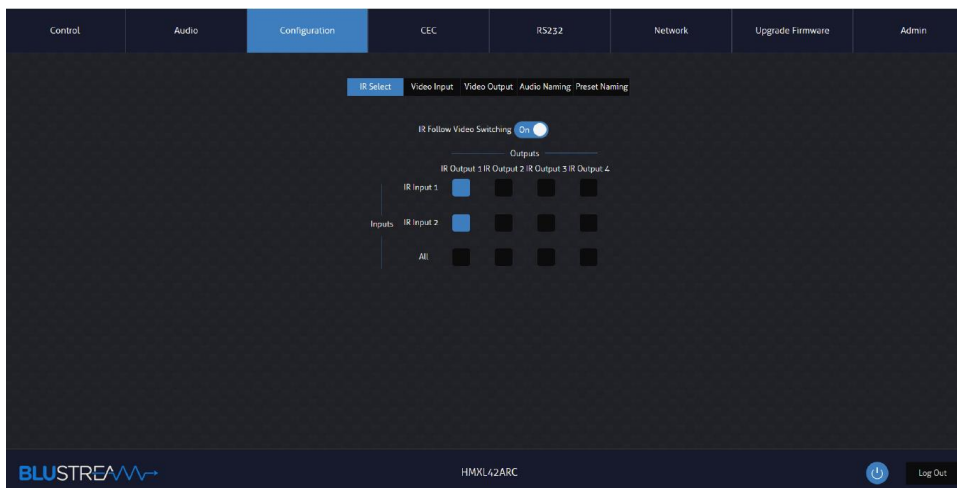 Control Audio Configuration CEC RS232 Network Upgrade Firmware Admin
IR Select Video Input Video Output Audio Naming Preset Naming
IR Follow Video Switching On
Outputs
IR Output 1 IR Output 2 IR Output 3 IR Output 4
IR Input 1
Inputs IR Input 2
All
BLUSTREAM HMXL42ARC Log Out